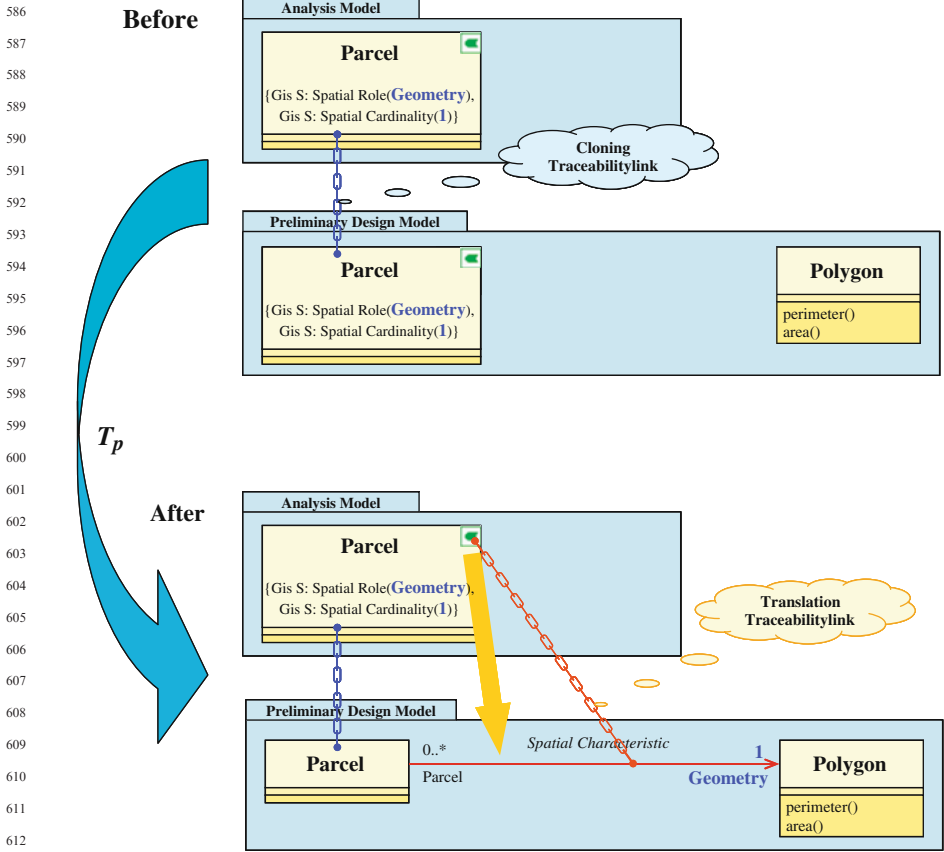 586
Analysis Model
Before
587
Parcel
588
{Gis S: Spatial Role(Geometry),
589
Gis S: Spatial Cardinality(1)}
590
Cloning
Traceabilitylink
591
592
Preliminary Design Model
593
594
Parcel
Polygon
595
{Gis S: Spatial Role(Geometry),
perimeter()
596
Gis S: Spatial Cardinality(1)}
area()
597
598
599
Tp
600
601
Analysis Model
After
602
603
Parcel
604
{Gis S: Spatial Role(Geometry),
Translation
605
Gis S: Spatial Cardinality(1)}
Traceabilitylink
606
607
608
Preliminary Design Model
609
0..*
Spatial Characteristic
1
Parcel
Polygon
610
Parcel
Geometry
611
perimeter()
area()
612